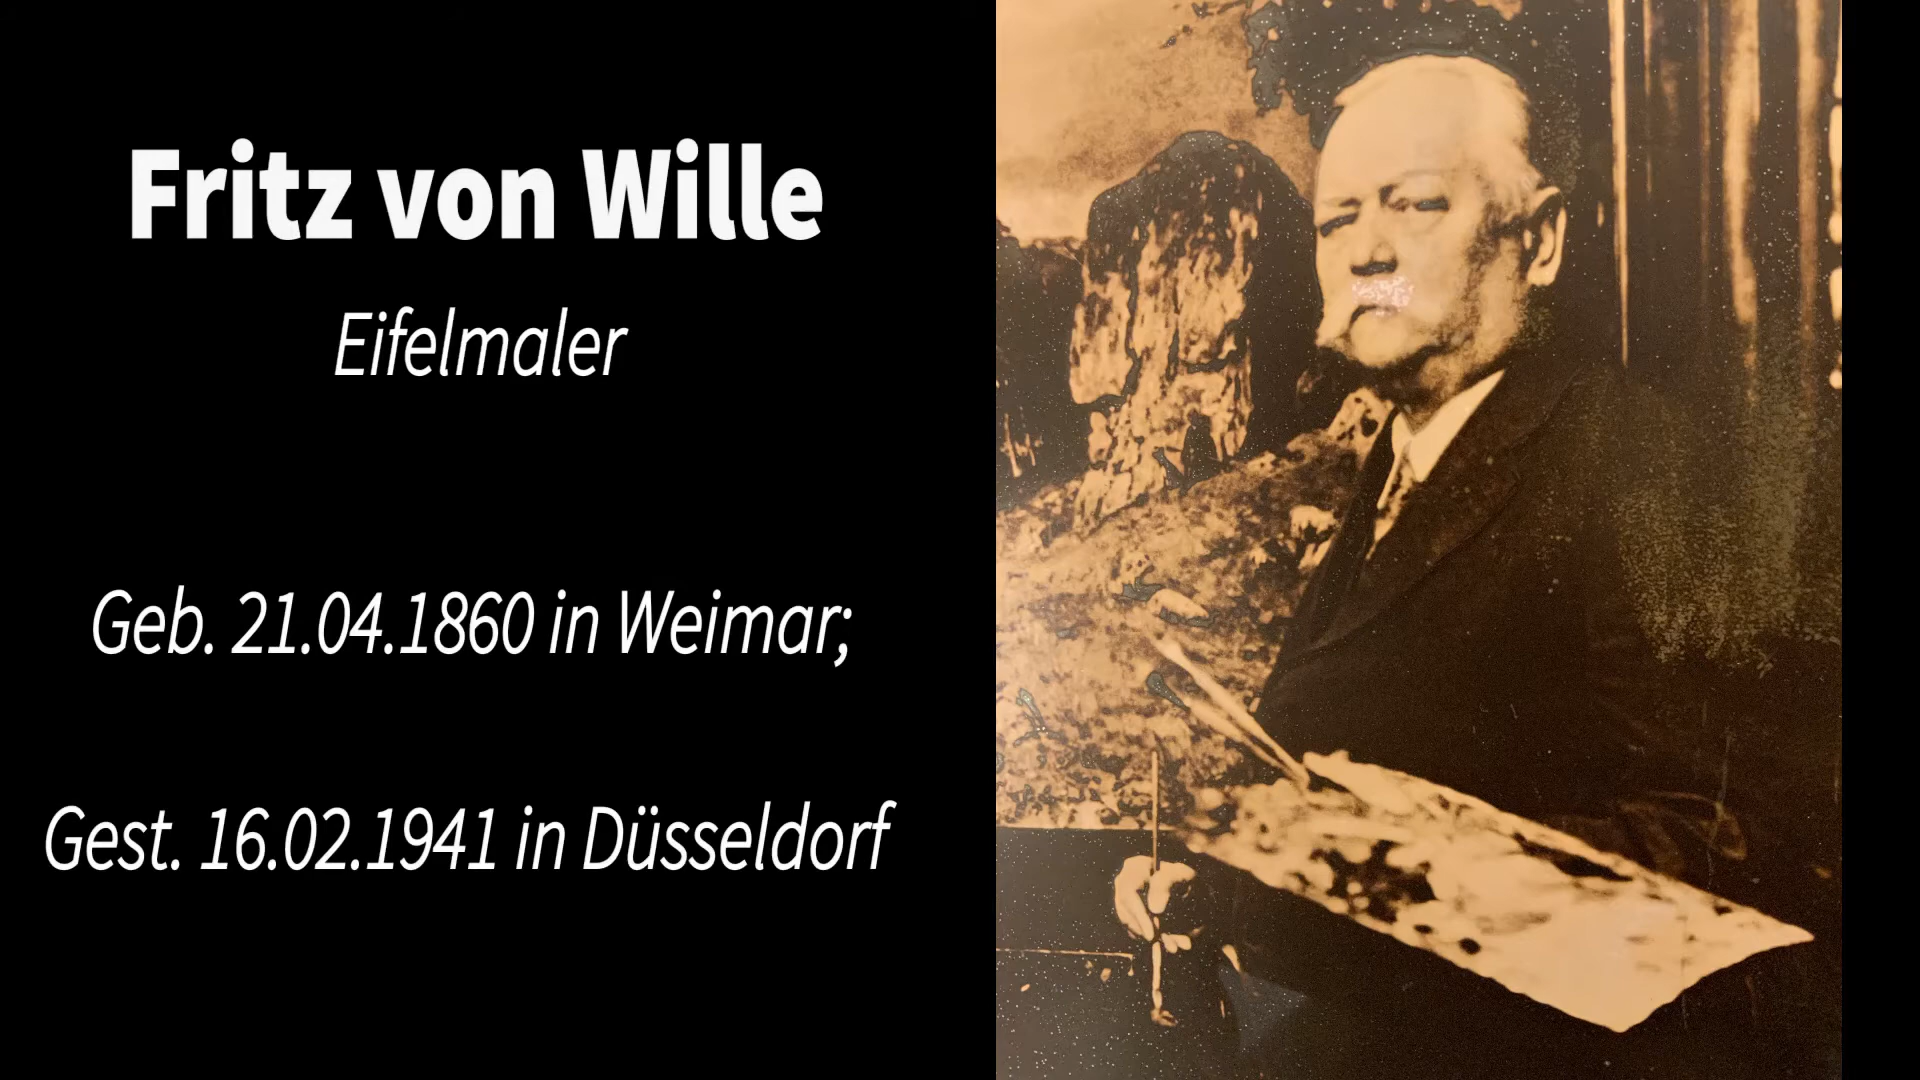 Fritz von Wille
Eifelmaler
Geb. 21.04.1860 in Weimar;
Gest. 16.02.1941 in Düsseldorf